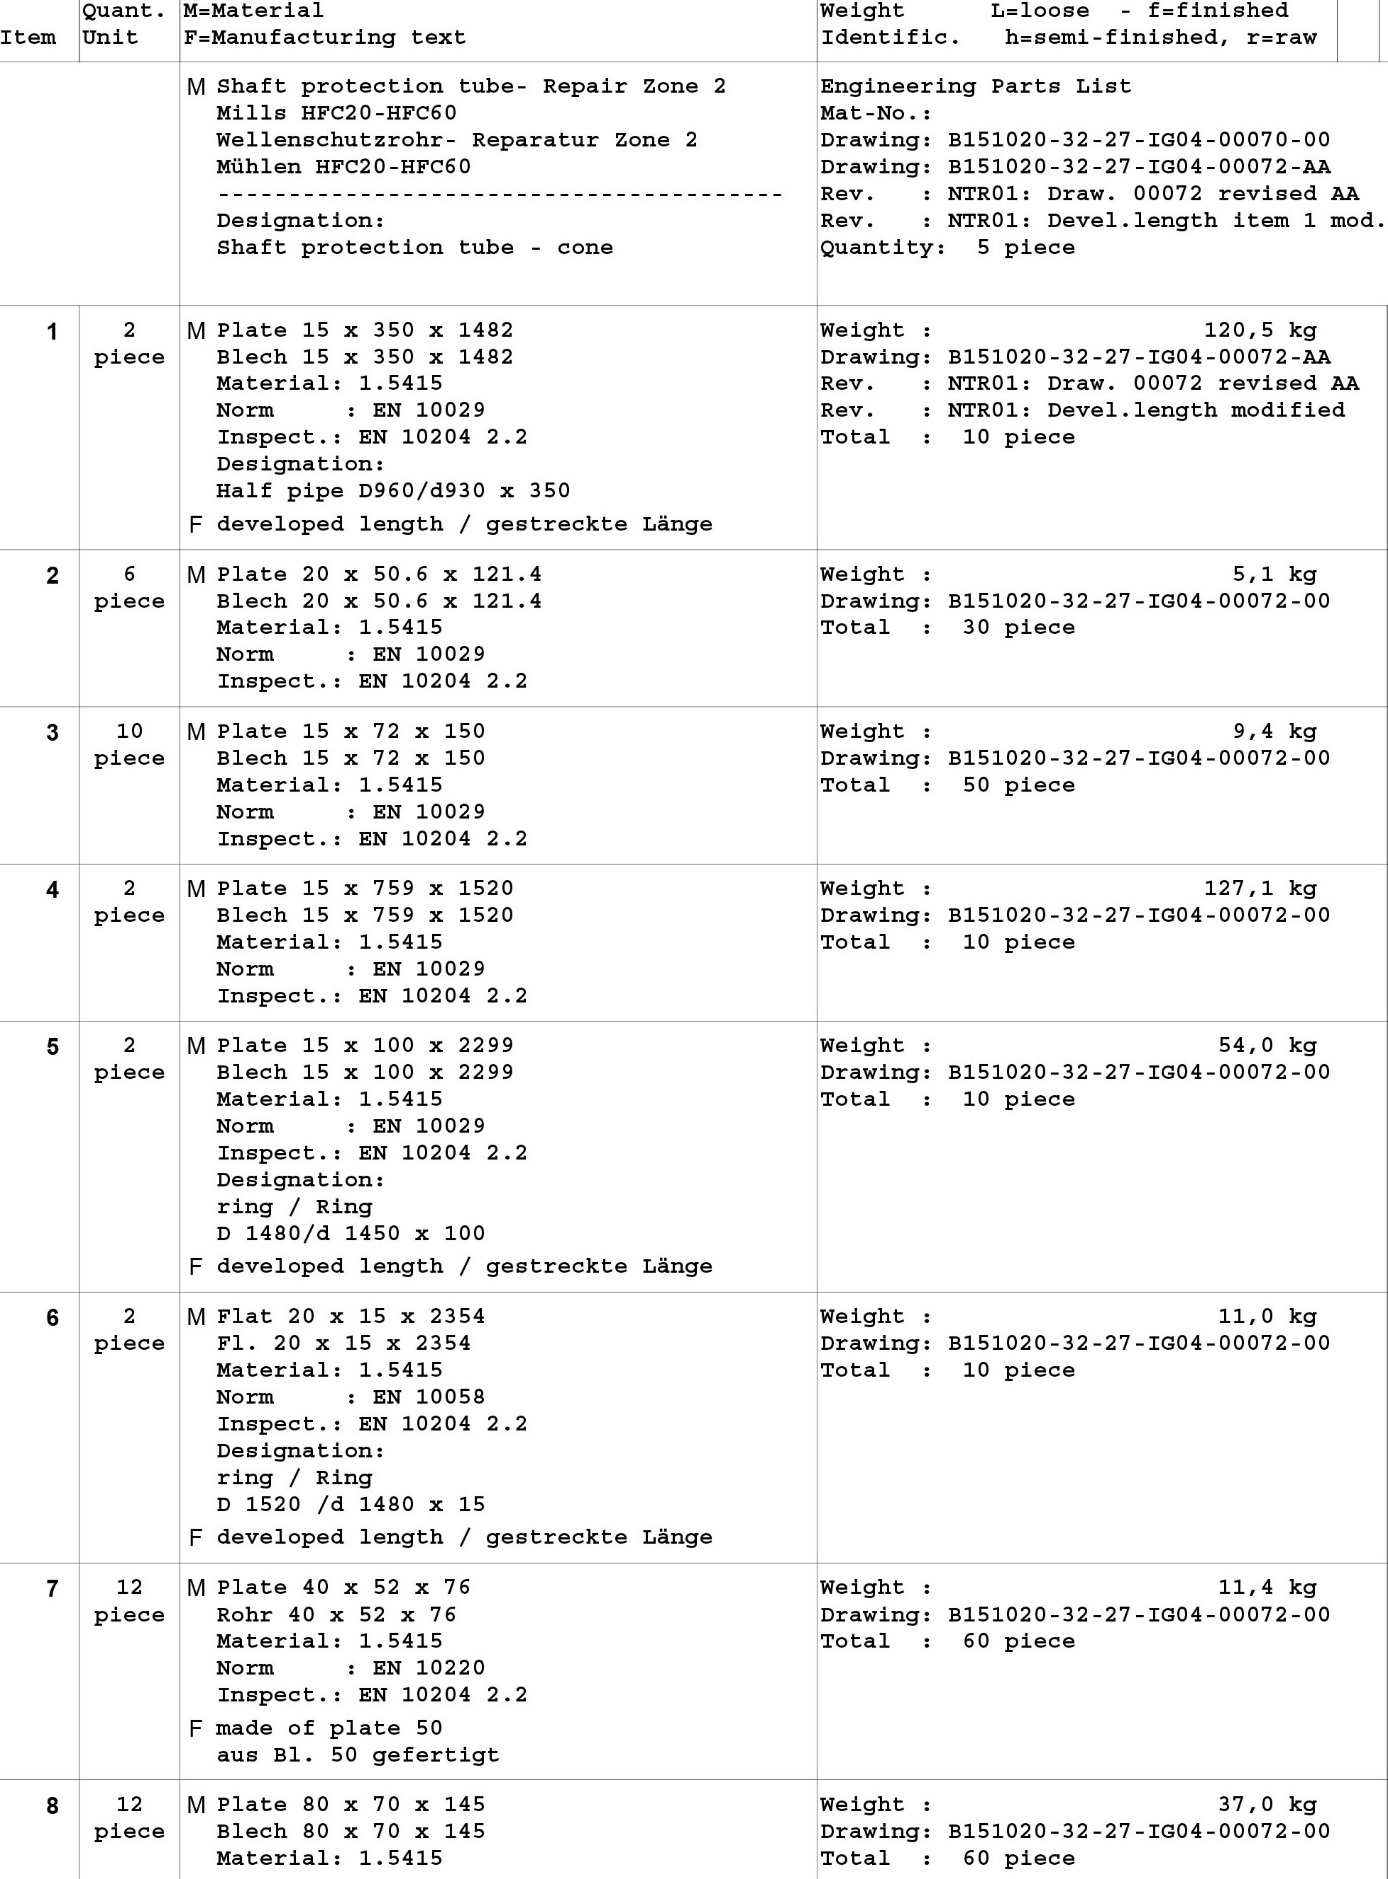 Quant. M=Material Weight L=loose - f=finished
Item Unit F=Manufacturing text Identific. h=semi-finished, r=raw
M Shaft protection tube- Repair Zone 2 Engineering Parts List
Mills HFC20-HFC60 Mat-No.:
Wellenschutzrohr- Reparatur Zone 2 Drawing: B151020-32-27-IG04-00070-00
Mühlen HFC20-HFC60 Drawing: B151020-32-27-IG04-00072-AA
---------------------------------------- Rev. : NTR01: Draw. 00072 revised AA
Designation: Rev. : NTR01: Devel.length item 1 mod.
Shaft protection tube - cone Quantity: 5 piece
1 2 M Plate 15 x 350 x 1482 Weight : 120,5 kg
piece Blech 15 x 350 x 1482 Drawing: B151020-32-27-IG04-00072-AA
Material: 1.5415 Rev. : NTR01: Draw. 00072 revised AA
Norm : EN 10029 Rev. : NTR01: Devel.length modified
Inspect.: EN 10204 2.2 Total : 10 piece
Designation:
Half pipe D960/d930 x 350
F developed length / gestreckte Länge
2 6 M Plate 20 x 50.6 x 121.4 Weight : 5,1 kg
piece Blech 20 x 50.6 x 121.4 Drawing: B151020-32-27-IG04-00072-00
Material: 1.5415 Total : 30 piece
Norm : EN 10029
Inspect.: EN 10204 2.2
3 10 M Plate 15 x 72 x 150 Weight : 9,4 kg
piece Blech 15 x 72 x 150 Drawing: B151020-32-27-IG04-00072-00
Material: 1.5415 Total : 50 piece
Norm : EN 10029
Inspect.: EN 10204 2.2
4 2 M Plate 15 x 759 x 1520 Weight : 127,1 kg
piece Blech 15 x 759 x 1520 Drawing: B151020-32-27-IG04-00072-00
Material: 1.5415 Total : 10 piece
Norm : EN 10029
Inspect.: EN 10204 2.2
5 2 M Plate 15 x 100 x 2299 Weight : 54,0 kg
piece Blech 15 x 100 x 2299 Drawing: B151020-32-27-IG04-00072-00
Material: 1.5415 Total : 10 piece
Norm : EN 10029
Inspect.: EN 10204 2.2
Designation:
ring / Ring
D 1480/d 1450 x 100
F developed length / gestreckte Länge
6 2 M Flat 20 x 15 x 2354 Weight : 11,0 kg
piece Fl. 20 x 15 x 2354 Drawing: B151020-32-27-IG04-00072-00
Material: 1.5415 Total : 10 piece
Norm : EN 10058
Inspect.: EN 10204 2.2
Designation:
ring / Ring
D 1520 /d 1480 x 15
F developed length / gestreckte Länge
7 12 M Plate 40 x 52 x 76 Weight : 11,4 kg
piece Rohr 40 x 52 x 76 Drawing: B151020-32-27-IG04-00072-00
Material: 1.5415 Total : 60 piece
Norm : EN 10220
Inspect.: EN 10204 2.2
F made of plate 50
aus Bl. 50 gefertigt
8 12 M Plate 80 x 70 x 145 Weight : 37,0 kg
piece Blech 80 x 70 x 145 Drawing: B151020-32-27-IG04-00072-00
Material: 1.5415 Total : 60 piece